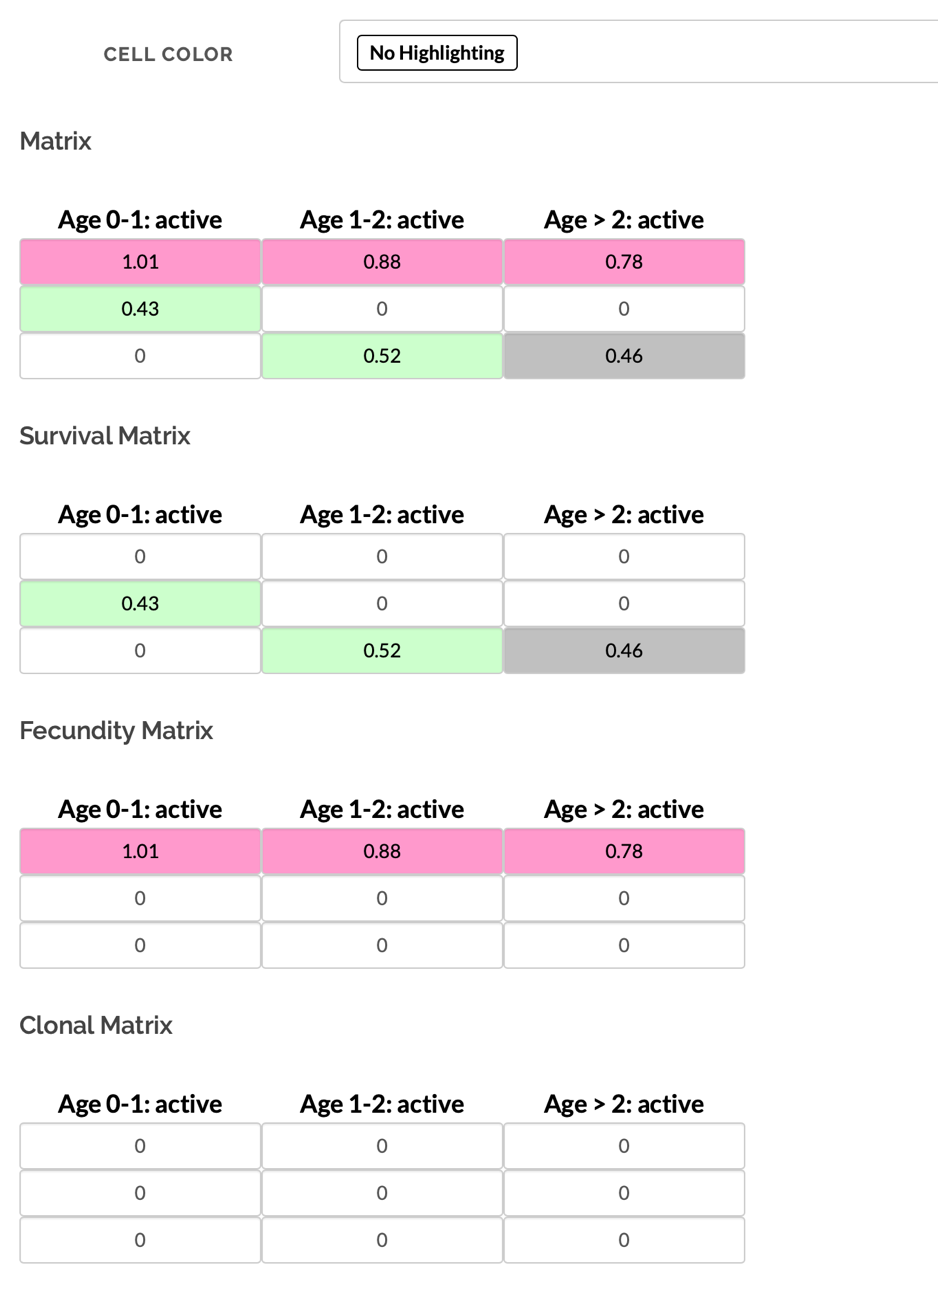 CELL COLOR No Highlighting
Matrix
Age 0-1: active Age 1-2: active Age > 2: active
1.01 0.88 0.78
0.43 0 0
0 0.52 0.46
Survival Matrix
Age 0-1: active Age 1-2: active Age > 2: active
0 0 0
0.43 0 0
0 0.52 0.46
Fecundity Matrix
Age 0-1: active Age 1-2: active Age > 2: active
1.01 0.88 0.78
0 0 0
0 0 0
Clonal Matrix
Age 0-1: active Age 1-2: active Age > 2: active
0 0 0
0 0 0
0 0 0